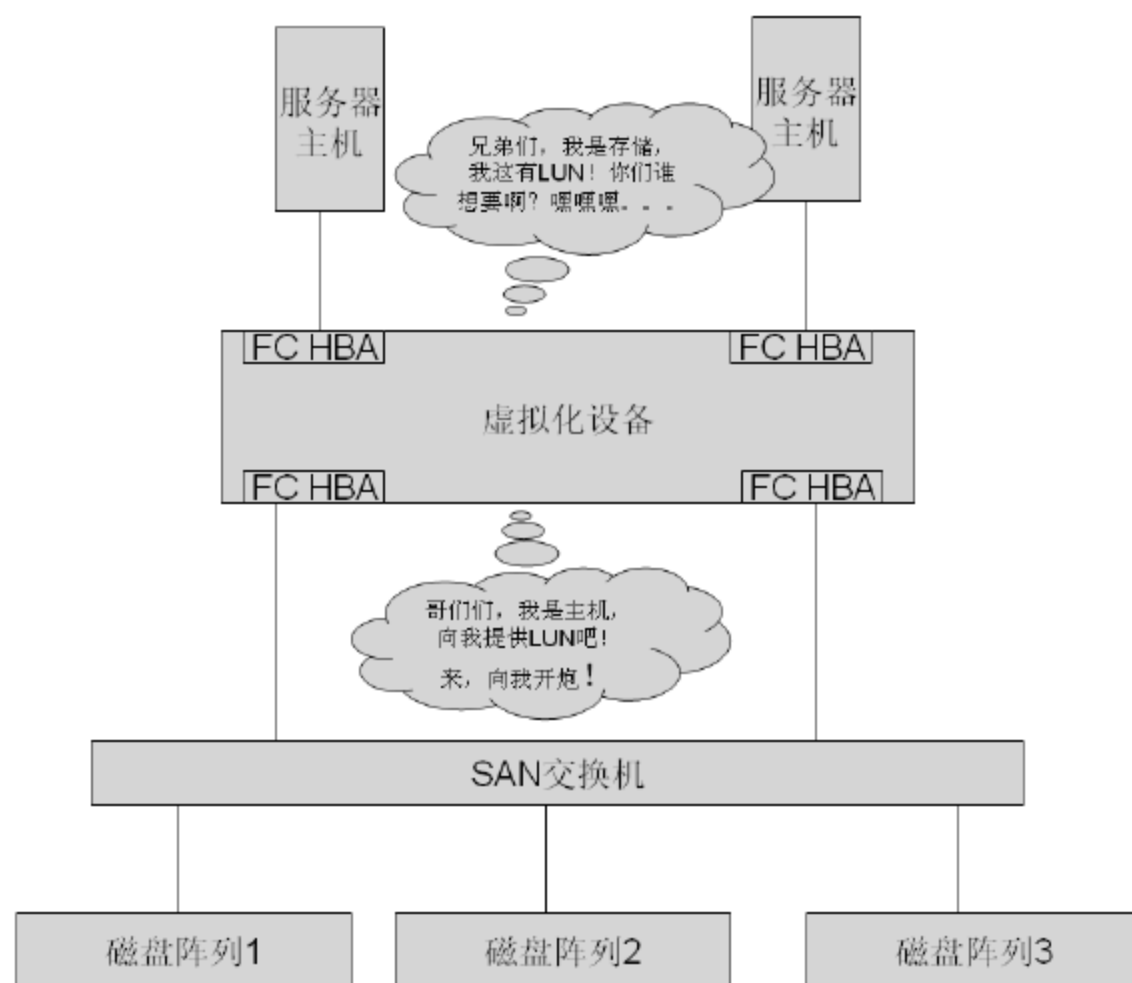 服务器
主机
服务器
主机
兄弟们，我是存储，
我这有LUN！你们谁
想要啊？嘿嘿嘿。。。
FC HBA
FC HBA
虚拟化设备
FC HBA
FC HBA
哥们们，我是主机，
向我提供LUN吧！
来，向我开炮！
SAN交换机
磁盘阵列1
磁盘阵列2
磁盘阵列3